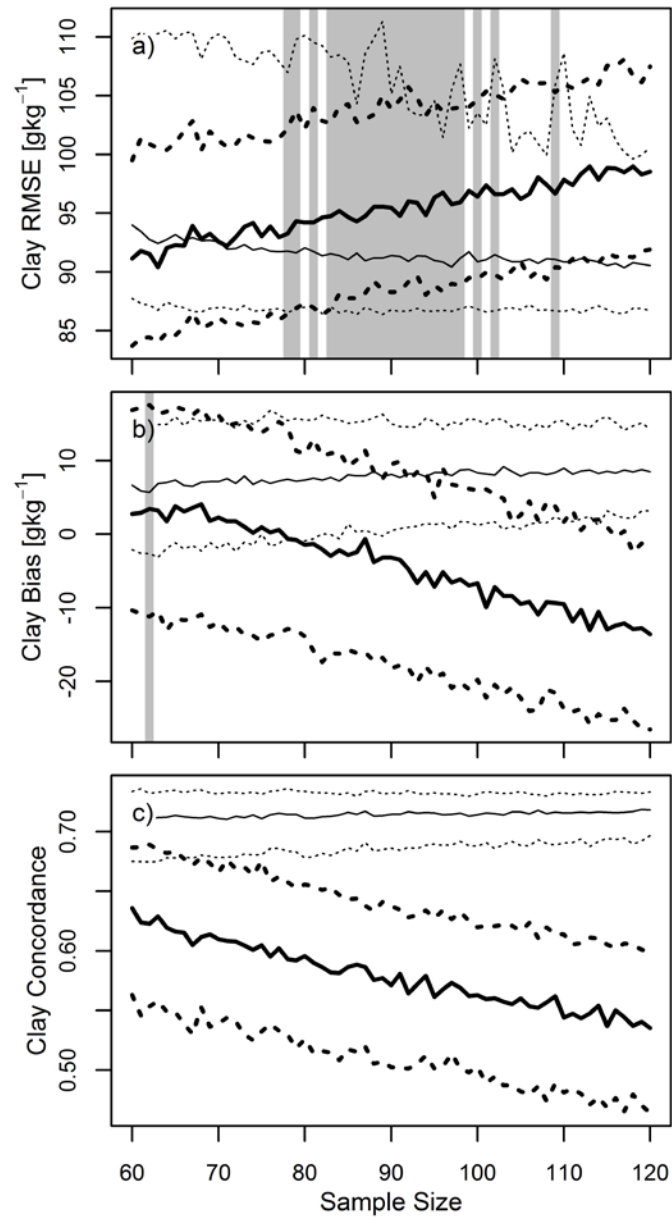 a)
Clay RMSE [gkg⁻¹]
110
105
100
95
90
85
b)
Clay Bias [gkg⁻¹]
10
0
-10
-20
c)
Clay Concordance
0.70
0.60
0.50
60 70 80 90 100 110 120
Sample Size